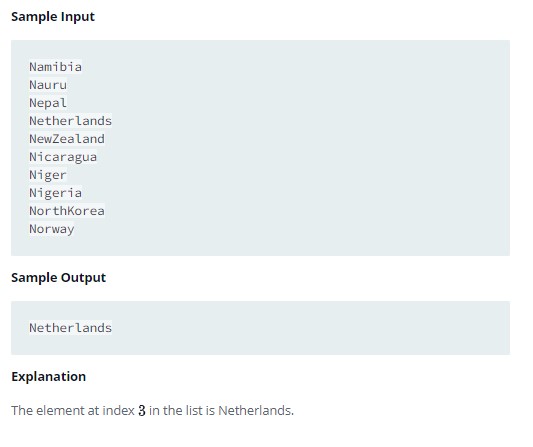 Sample Input
Namibia
Nauru
Nepal
Netherlands
NewZealand
Nicaragua
Niger
Nigeria
NorthKorea
Norway
Sample Output
Netherlands
Explanation
The element at index 3 in the list is Netherlands.